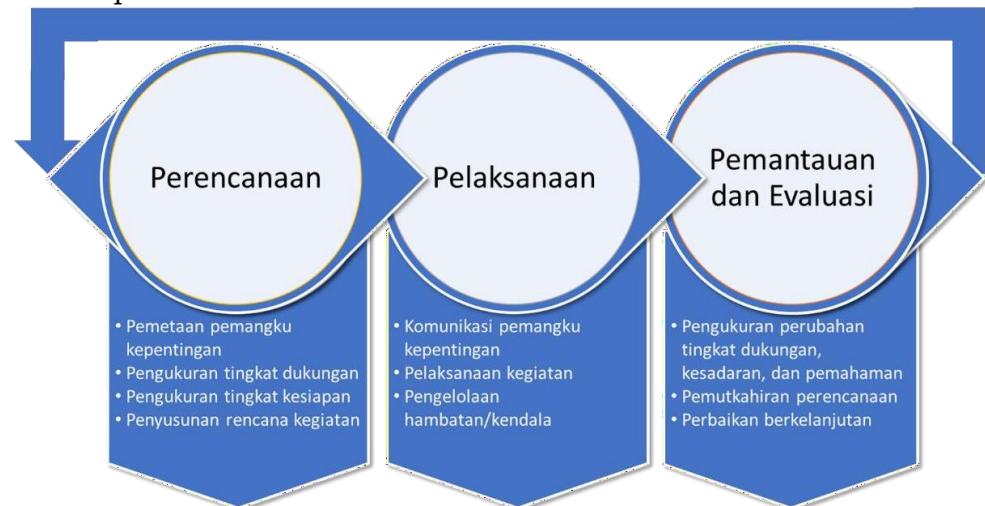 Perencanaan
• Pemetaan pemangku
kepentingan
• Pengukuran tingkat dukungan
• Pengukuran tingkat kesiapan
• Penyusunan rencana kegiatan
Pelaksanaan
• Komunikasi pemangku
kepentingan
• Pelaksanaan kegiatan
• Pengelolaan
hambatan/kendala
Pemantauan
dan Evaluasi
• Pengukuran perubahan
tingkat dukungan,
kesadaran, dan pemahaman
• Pemutkahiran perencanaan
• Perbaikan berkelanjutan